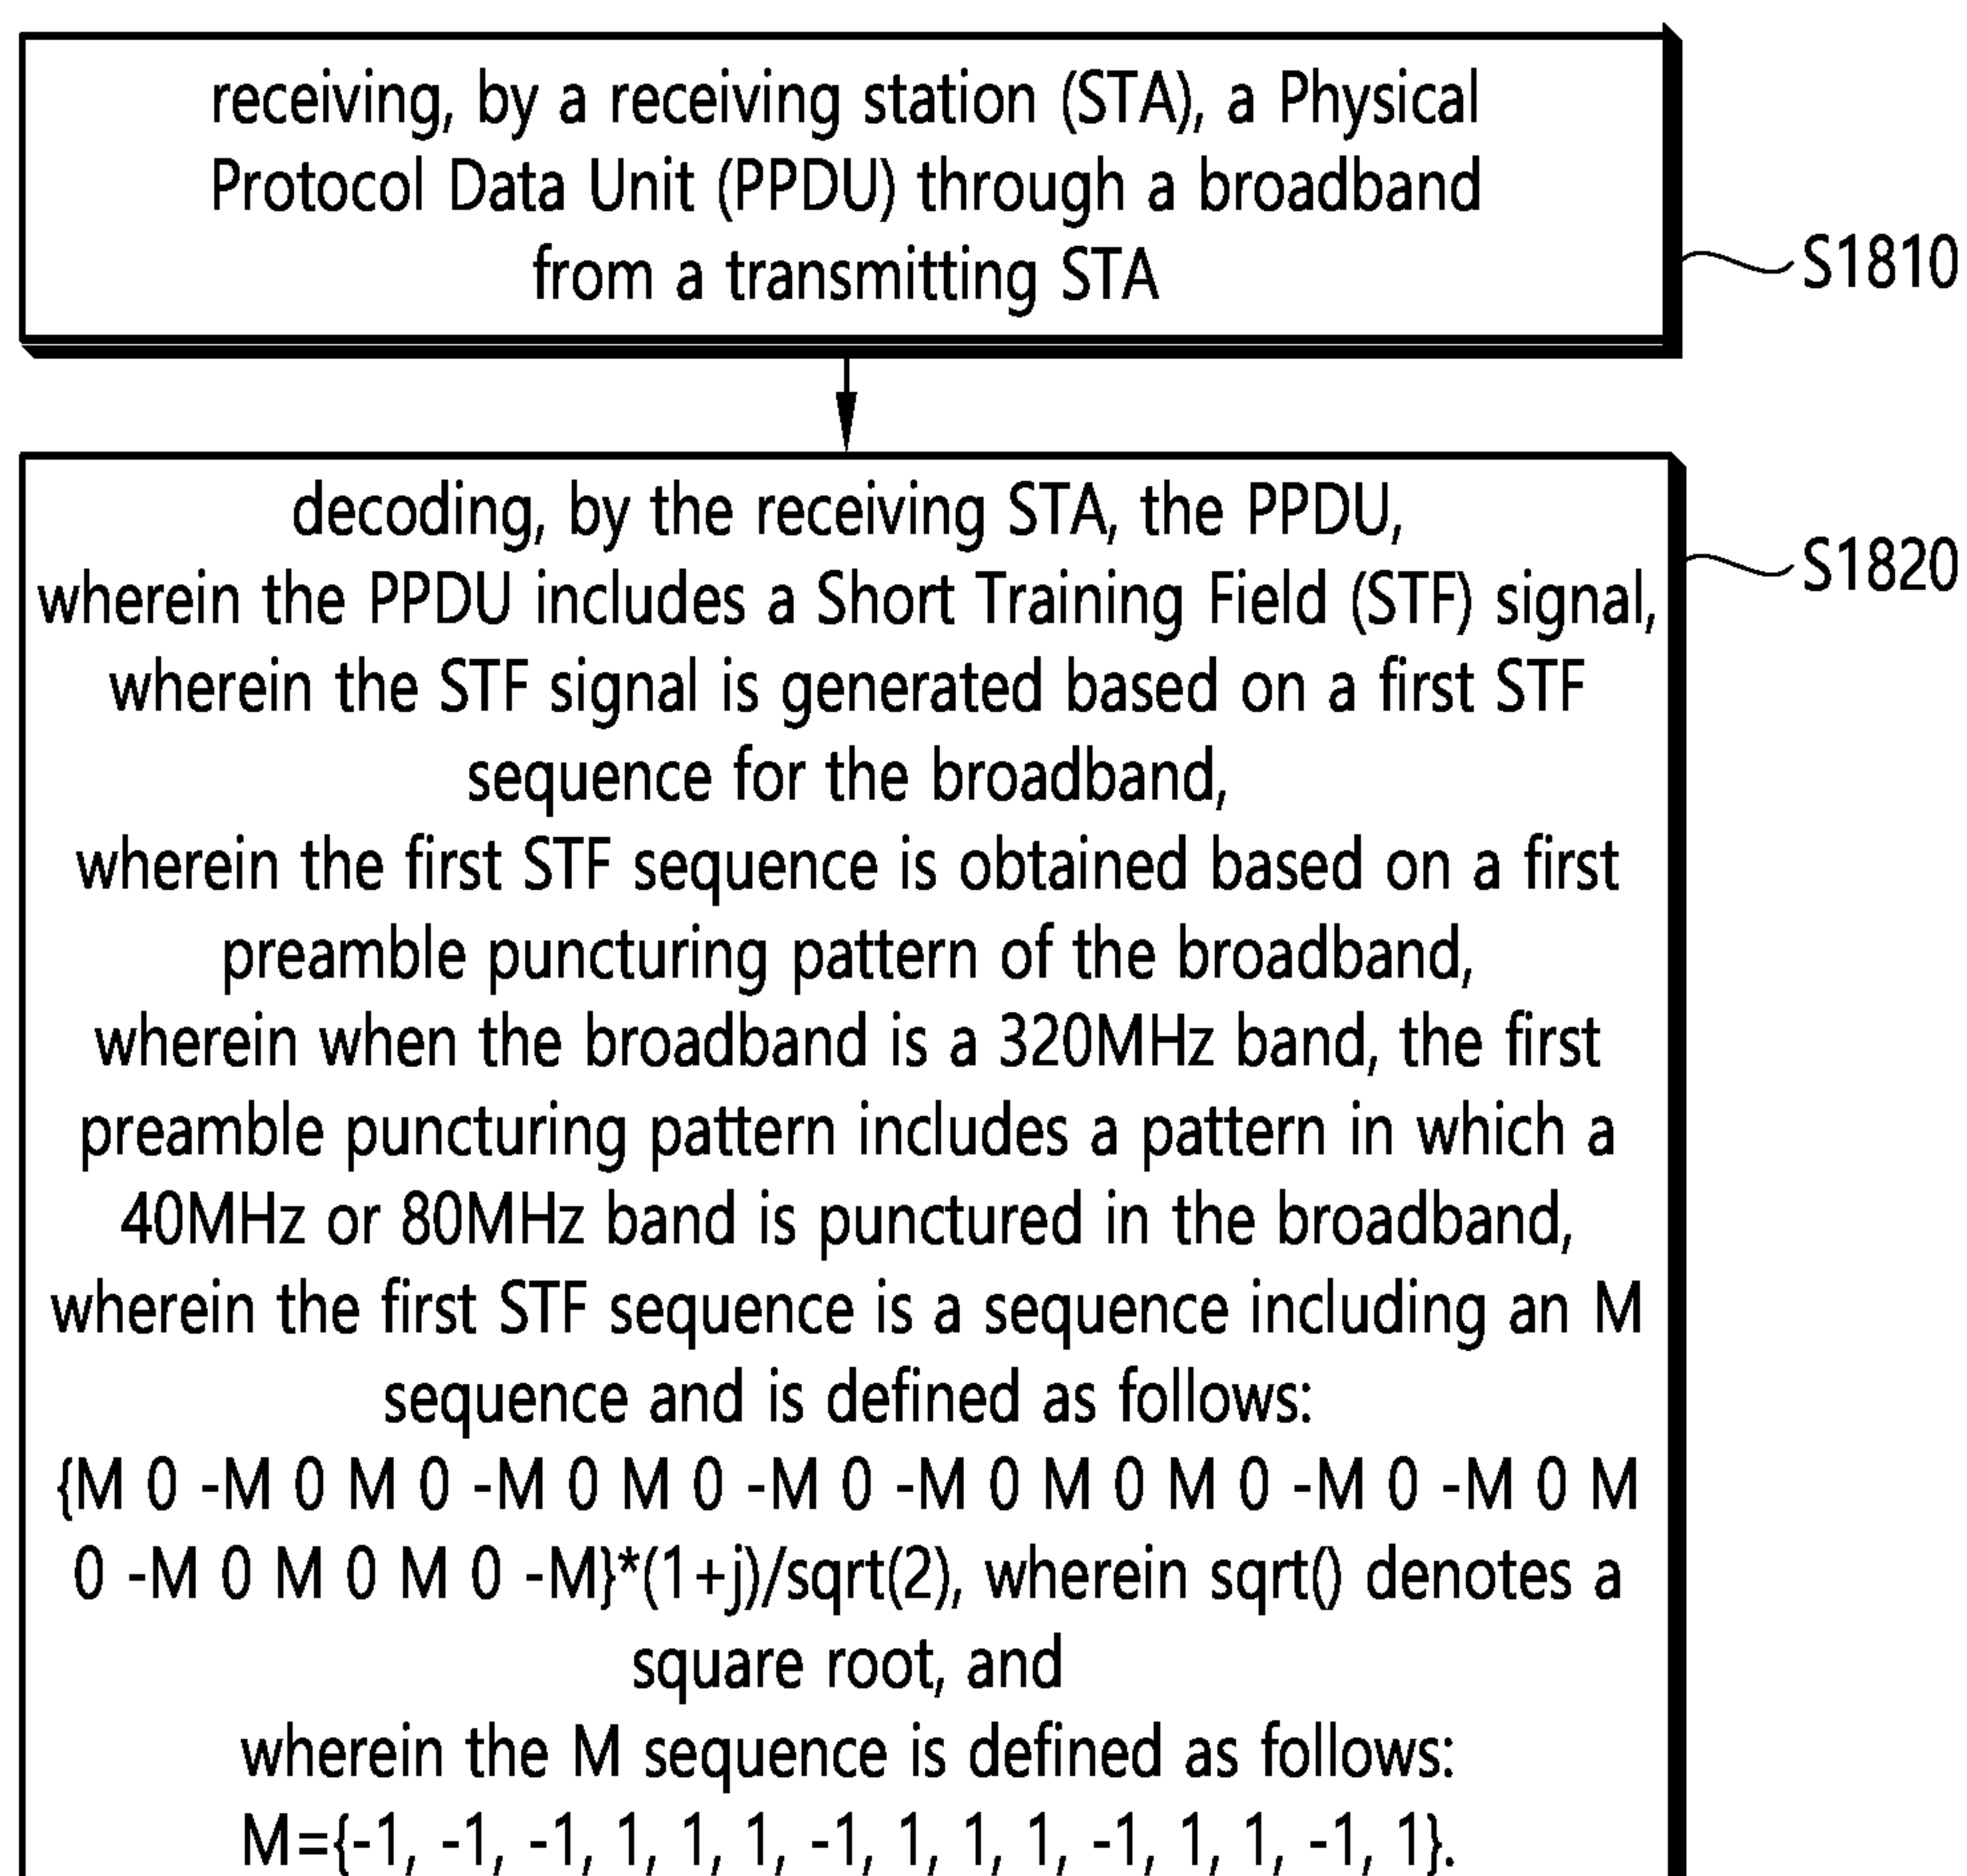 receiving, by a receiving station (STA), a Physical
Protocol Data Unit (PPDU) through a broadband
from a transmitting STA
S1810
decoding, by the receiving STA, the PPDU,
S1820
wherein the PPDU includes a Short Training Field (STF) signal,
wherein the STF signal is generated based on a first STF
sequence for the broadband,
wherein the first STF sequence is obtained based on a first
preamble puncturing pattern of the broadband,
wherein when the broadband is a 320MHz band, the first
preamble puncturing pattern includes a pattern in which a
40MHz or 80MHz band is punctured in the broadband,
wherein the first STF sequence is a sequence including an M
sequence and is defined as follows:
{M 0 -M 0 M 0 -M 0 M 0 -M 0 -M 0 M 0 M 0 -M 0 -M 0 M
0 -M 0 M 0 M 0 -M}*(1+j)/sqrt(2), wherein sqrt() denotes a
square root, and
wherein the M sequence is defined as follows:
M={-1, -1, -1, 1, 1, 1, -1, 1, 1, 1, -1, 1, 1, -1, 1}.